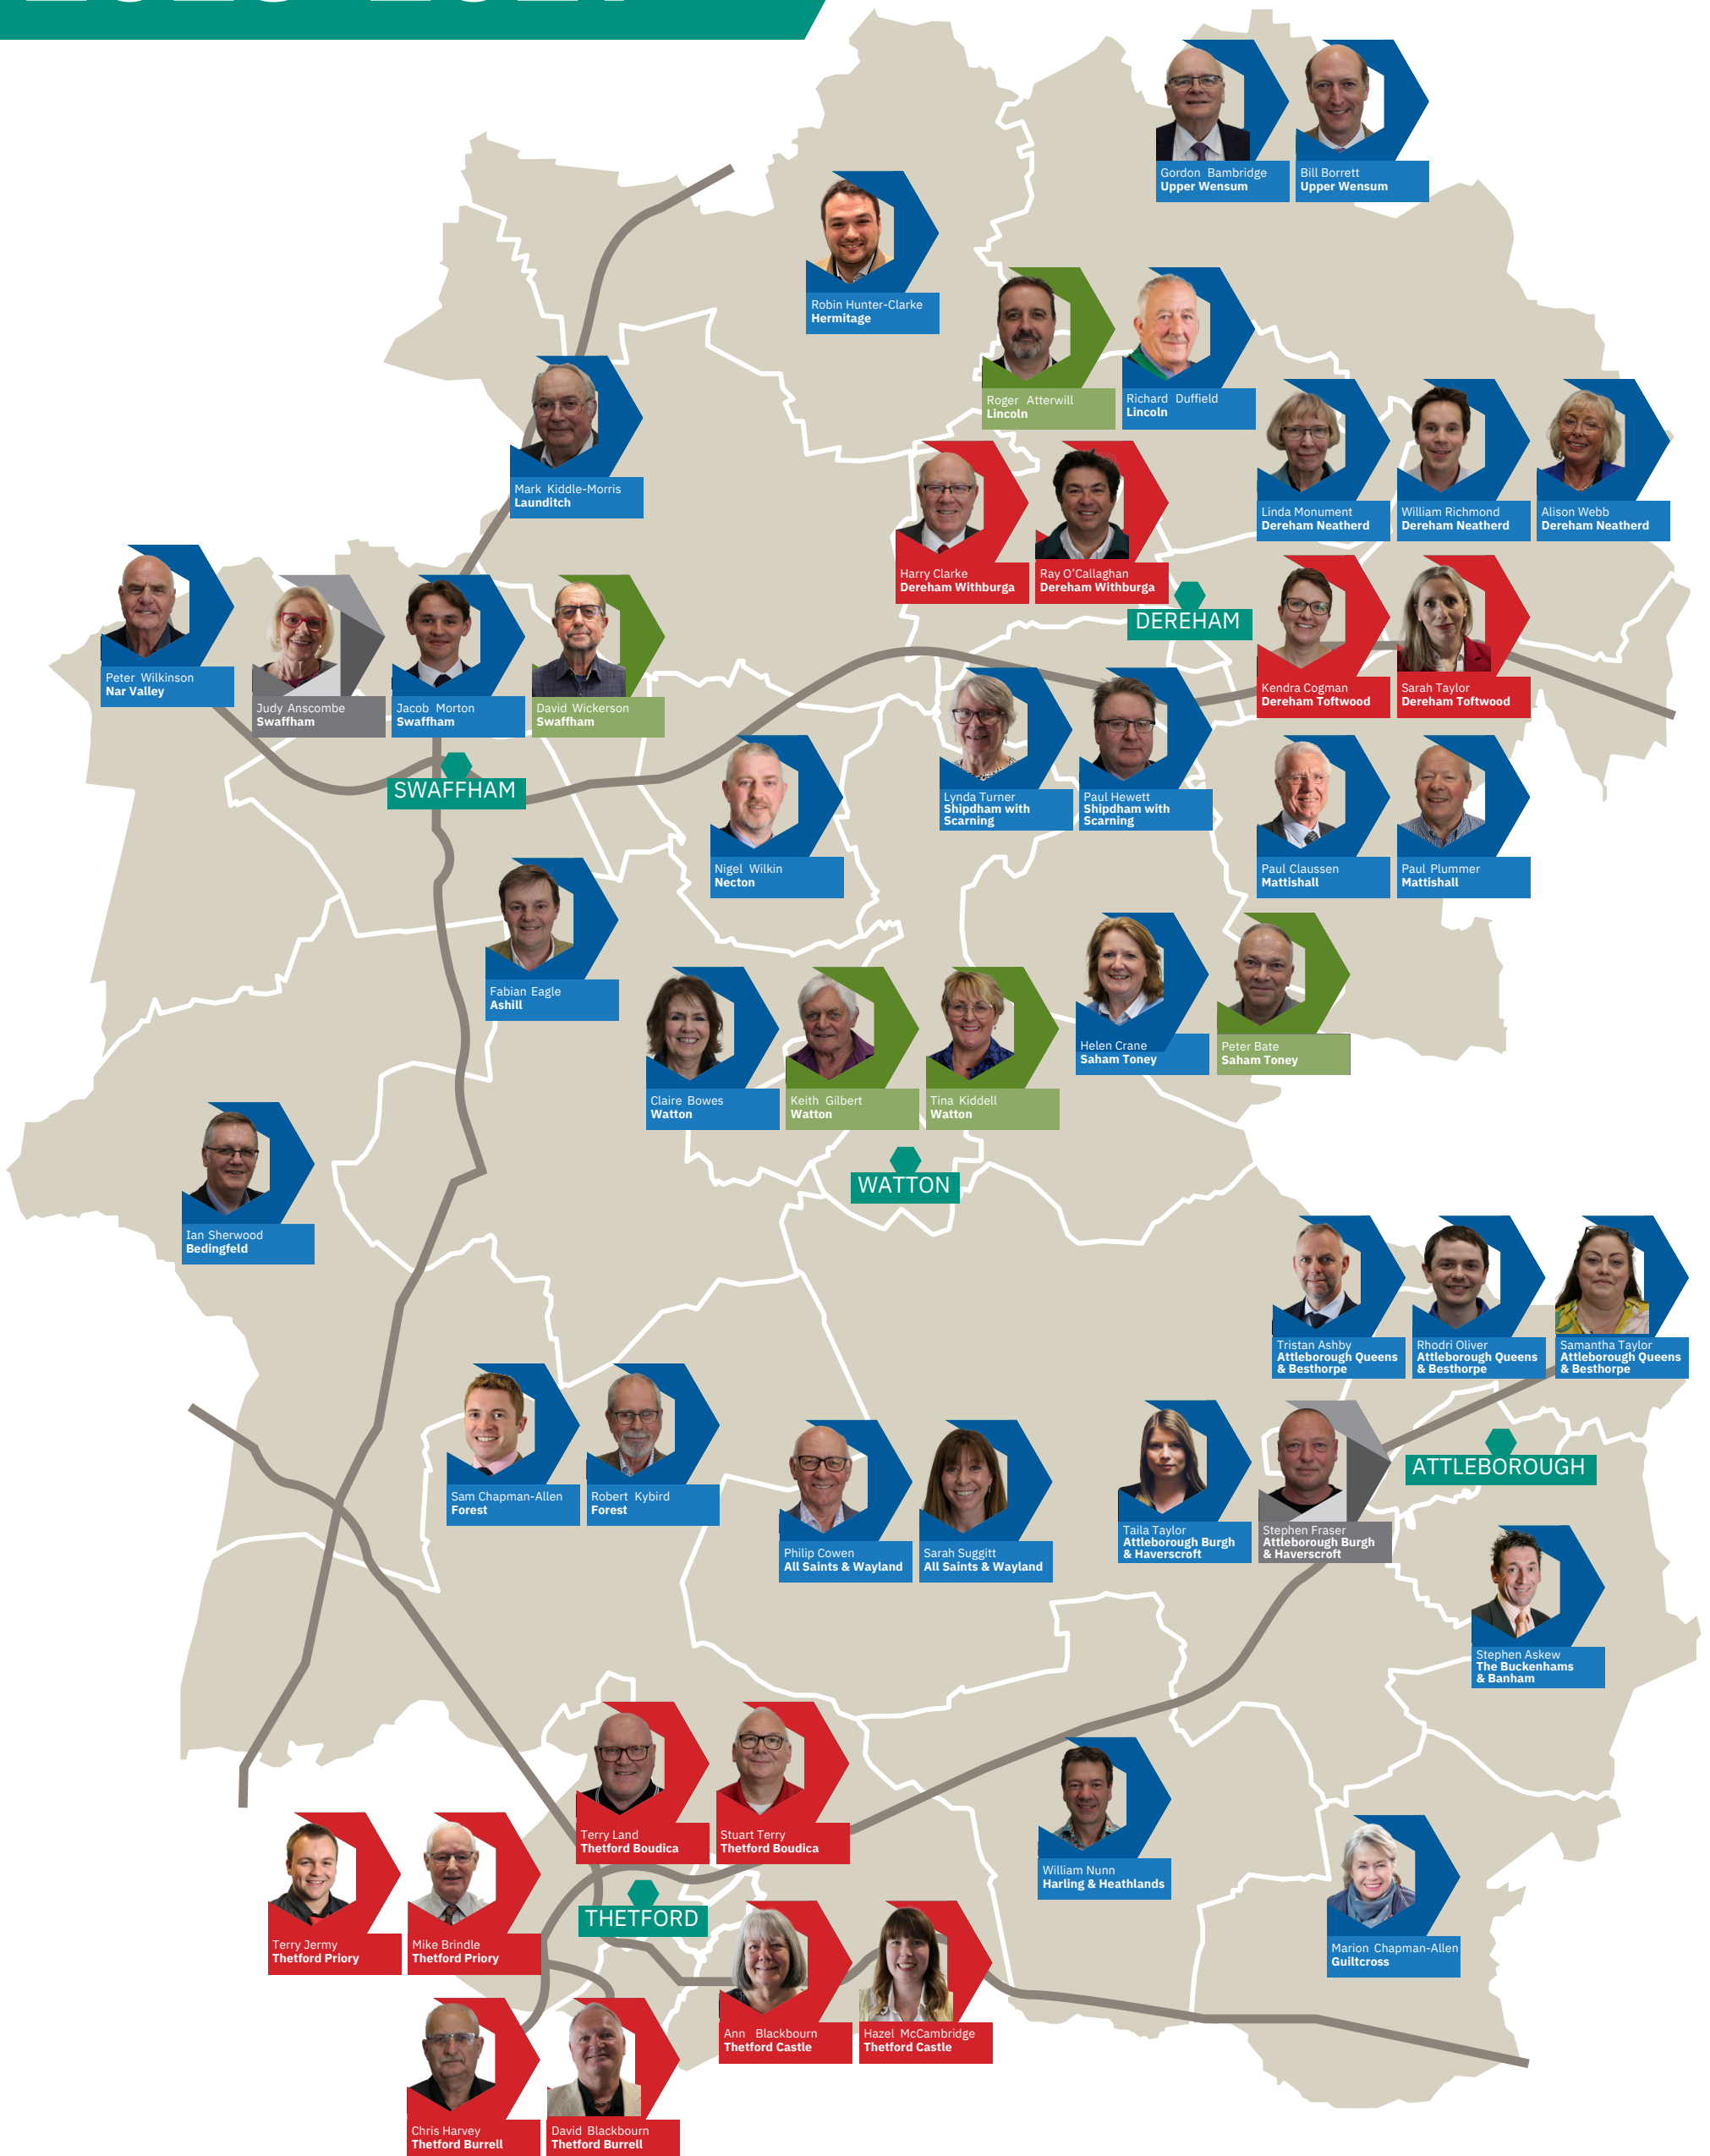 Gordon Bambridge
Upper Wensum
Bill Borrett
Upper Wensum
Robin Hunter-Clarke
Hermitage
Roger Atterwill
Lincoln
Richard Duffield
Lincoln
Mark Kiddle-Morris
Launditch
Linda Monument
Dereham Neatherd
William Richmond
Dereham Neatherd
Alison Webb
Dereham Neatherd
Harry Clarke
Dereham Withburga
Ray O'Callaghan
Dereham Withburga
DEREHAM
Peter Wilkinson
Nar Valley
Judy Anscombe
Swaffham
Jacob Morton
Swaffham
David Wickerson
Swaffham
Kendra Cogman
Dereham Toftwood
Sarah Taylor
Dereham Toftwood
SWAFFHAM
Lynda Turner
Shipdham with
Scarning
Paul Hewett
Shipdham with
Scarning
Nigel Wilkin
Necton
Paul Claussen
Mattishall
Paul Plummer
Mattishall
Fabian Eagle
Ashill
Helen Crane
Saham Toney
Peter Bate
Saham Toney
Claire Bowes
Watton
Keith Gilbert
Watton
Tina Kiddell
Watton
WATTON
Ian Sherwood
Bedingfeld
Tristan Ashby
Attleborough Queens
& Besthorpe
Rhodri Oliver
Attleborough Queens
& Besthorpe
Samantha Taylor
Attleborough Queens
& Besthorpe
ATTLEBOROUGH
Sam Chapman-Allen
Forest
Robert Kybird
Forest
Philip Cowen
All Saints & Wayland
Sarah Suggitt
All Saints & Wayland
Taila Taylor
Attleborough Burgh
& Haverscroft
Stephen Fraser
Attleborough Burgh
& Haverscroft
Stephen Askew
The Buckenhams
& Banham
Terry Land
Thetford Boudica
Stuart Terry
Thetford Boudica
William Nunn
Harling & Heathlands
THETFORD
Terry Jermy
Thetford Priory
Mike Brindle
Thetford Priory
Marion Chapman-Allen
Guiltcross
Ann Blackbourn
Thetford Castle
Hazel McCambridge
Thetford Castle
Chris Harvey
Thetford Burrell
David Blackbourn
Thetford Burrell